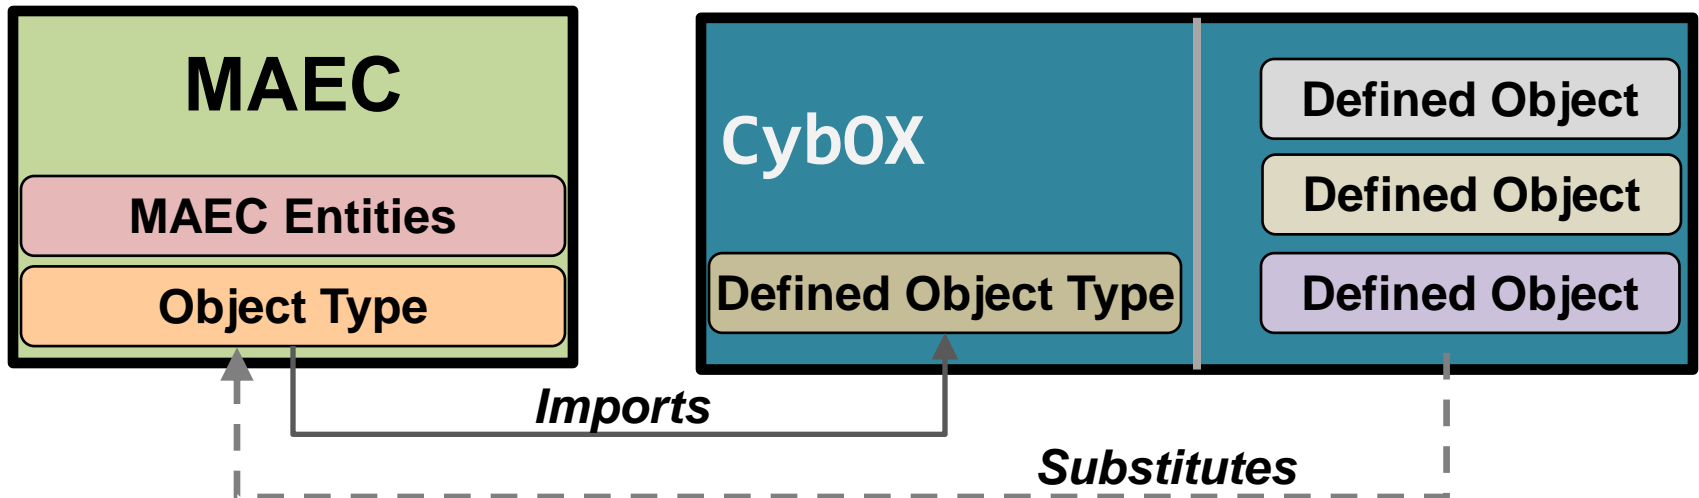 MAEC
MAEC Entities
Object Type
CybOX
Defined Object Type
Defined Object
Defined Object
Defined Object
Imports
Substitutes